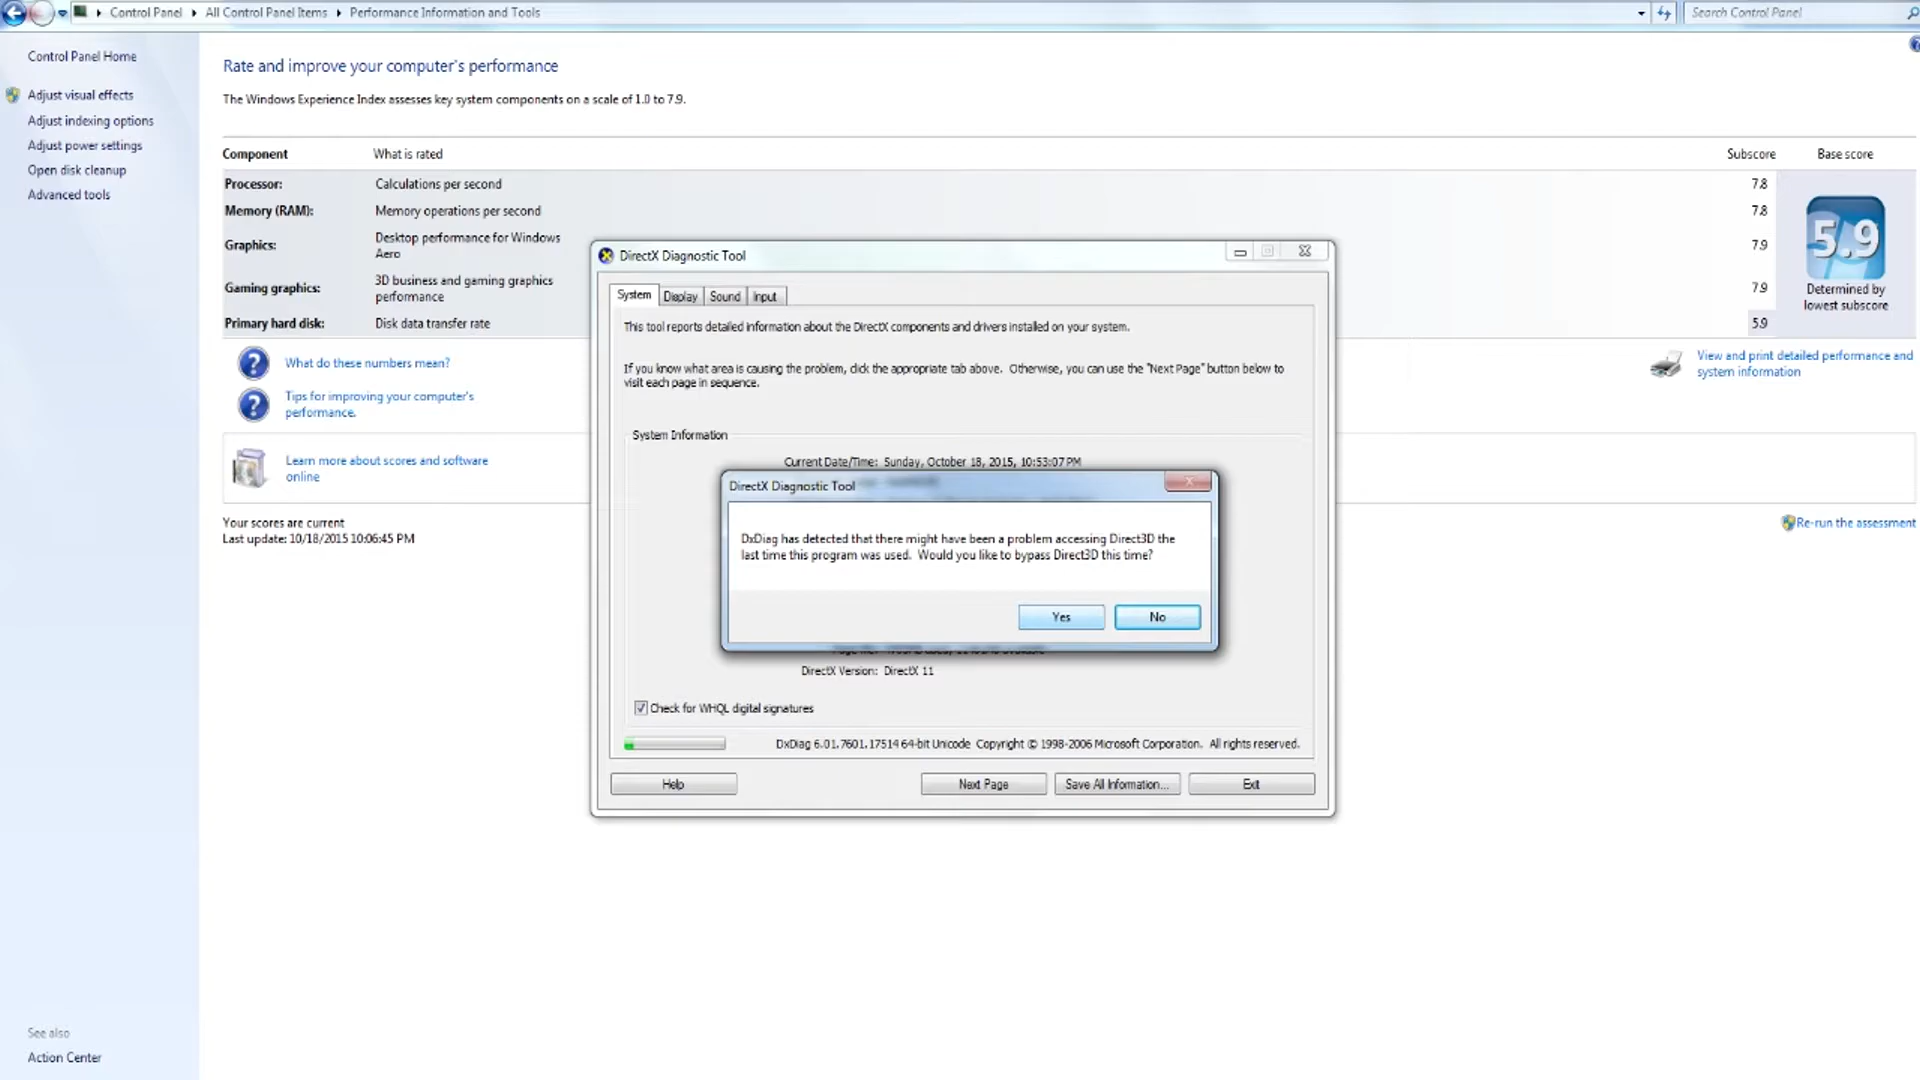 Control Panel
All Control Panel Items
Performance Information and Tools
Search Control Panel
Control Panel Home
Adjust visual effects
Adjust indexing options
Adjust power settings
Open disk cleanup
Advanced tools
See also
Action Center
Rate and improve your computer's performance
The Windows Experience Index assesses key system components on a scale of 1.0 to 7.9.
Component What is rated Subscore Base score
Processor: Calculations per second 7.8
Memory (RAM): Memory operations per second 7.8
Graphics: Desktop performance for Windows
Aero 7.9
Gaming graphics: 3D business and gaming graphics
performance 7.9
Primary hard disk: Disk data transfer rate 5.9
5.9
Determined by
lowest subscore
What do these numbers mean?
Tips for improving your computer's
performance.
View and print detailed performance and
system information
Learn more about scores and software
online
Your scores are current
Last update: 10/18/2015 10:06:45 PM
Re-run the assessment
DirectX Diagnostic Tool
System Display Sound Input
This tool reports detailed information about the DirectX components and drivers installed on your system.
If you know what area is causing the problem, click the appropriate tab above. Otherwise, you can use the "Next Page" button below to
visit each page in sequence.
System Information
Current Date/Time: Sunday, October 18, 2015, 10:53:07 PM
DirectX Diagnostic Tool
DxDiag has detected that there might have been a problem accessing Direct3D the
last time this program was used. Would you like to bypass Direct3D this time?
Yes No
DirectX Version: DirectX 11
Check for WHQL digital signatures
DxDiag 6.01.7601.17514 64-bit Unicode Copyright © 1998-2006 Microsoft Corporation. All rights reserved.
Help Next Page Save All Information... Exit